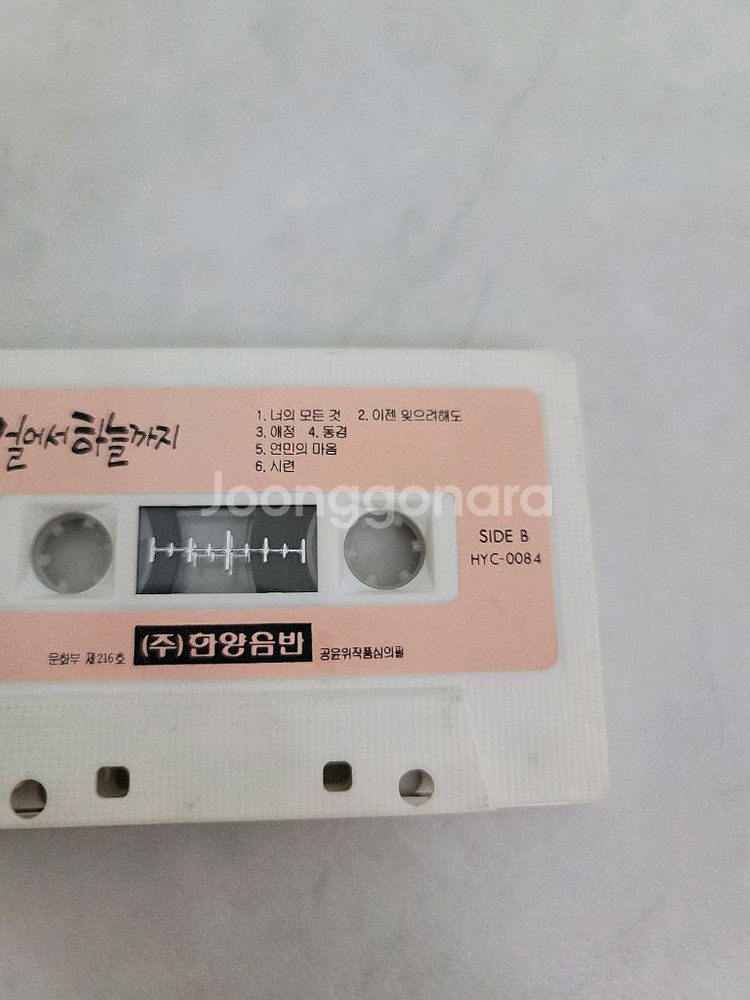 걸어서 하늘까지
1. 너의 모든 것 2. 이젠 잊으려해도
3. 애정 4. 동경
5. 연민의 마음
6. 시련
Joonggonara
SIDE B
HYC-0084
문화부 제216호 (주)한양음반 공윤위작품심의필